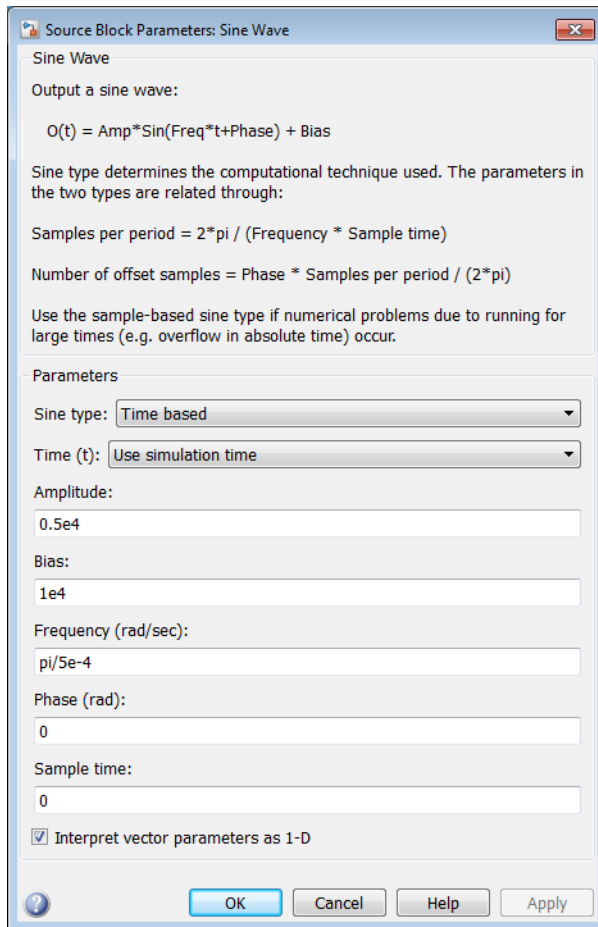 Source Block Parameters: Sine Wave
Sine Wave
Output a sine wave:
O(t) = Amp*Sin(Freq*t+Phase) + Bias
Sine type determines the computational technique used. The parameters in
the two types are related through:
Samples per period = 2*pi / (Frequency * Sample time)
Number of offset samples = Phase * Samples per period / (2*pi)
Use the sample-based sine type if numerical problems due to running for
large times (e.g. overflow in absolute time) occur.
Parameters
Sine type: Time based
Time (t): Use simulation time
Amplitude:
0.5e4
Bias:
1e4
Frequency (rad/sec):
pi/5e-4
Phase (rad):
0
Sample time:
0
Interpret vector parameters as 1-D
? OK Cancel Help Apply